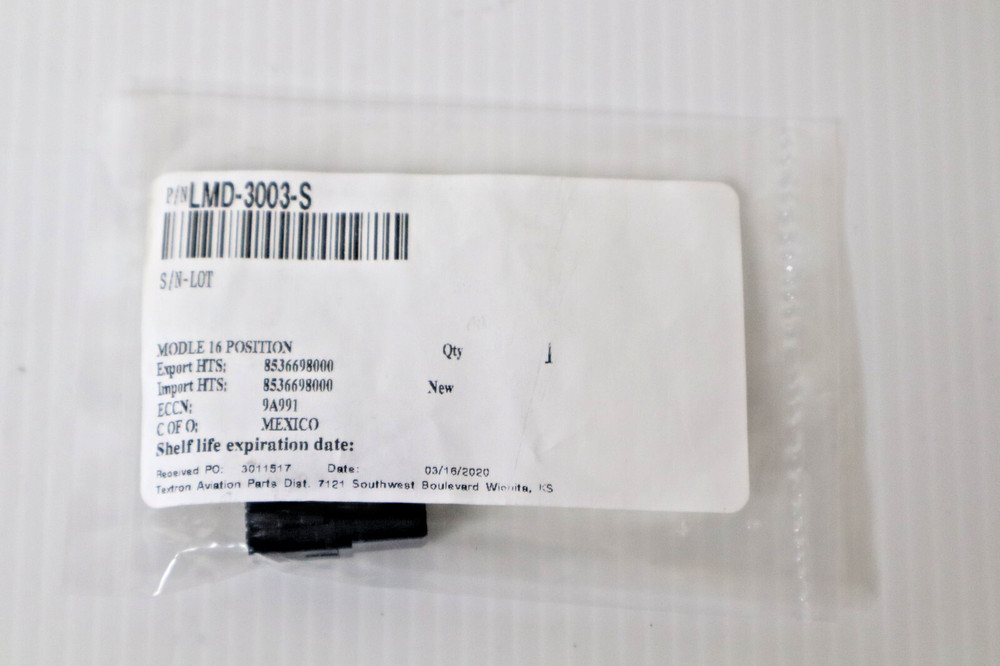 P/N LMD-3003-S
S/N-LOT
MODLE 16 POSITION Qty 1
Export HTS: 8536698000
Import HTS: 8536698000 New
ECCN: 9A991
C OF O: MEXICO
Shelf life expiration date:
Received PO: 3011517 Date: 03/16/2020
Textron Aviation Parts Dist. 7121 Southwest Boulevard Wichita, KS